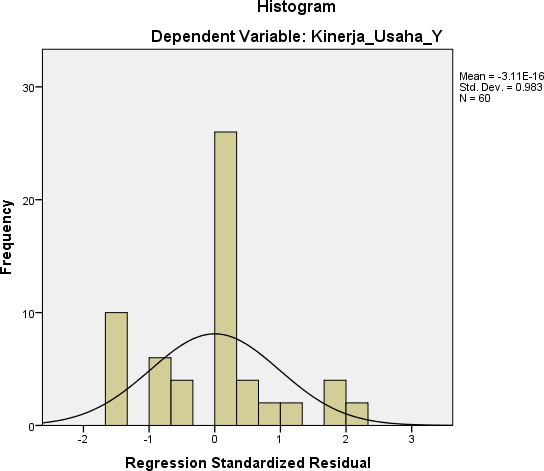 Histogram
Dependent Variable: Kinerja_Usaha_Y
Mean = -3.11E-16
Std. Dev. = 0.983
N = 60
Frequency
30
20
10
0
-2 -1 0 1 2 3
Regression Standardized Residual